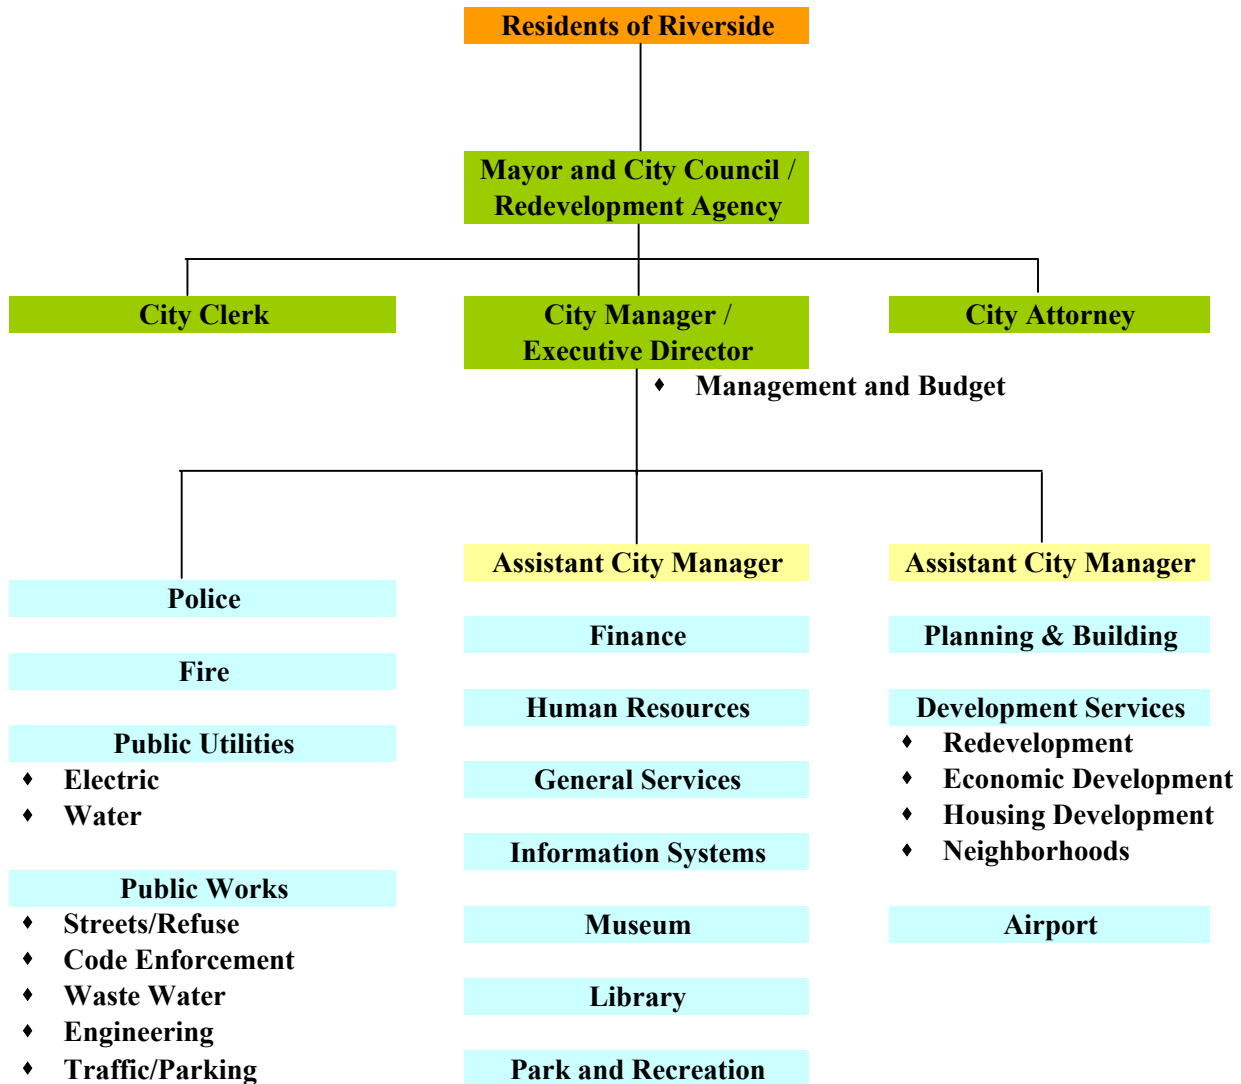 Residents of Riverside
Mayor and City Council /
Redevelopment Agency
City Clerk
City Manager /
Executive Director
City Attorney
♦ Management and Budget
Police
Fire
Public Utilities
♦ Electric
♦ Water
Public Works
♦ Streets/Refuse
♦ Code Enforcement
♦ Waste Water
♦ Engineering
♦ Traffic/Parking
Assistant City Manager
Finance
Human Resources
General Services
Information Systems
Museum
Library
Park and Recreation
Assistant City Manager
Planning & Building
Development Services
♦ Redevelopment
♦ Economic Development
♦ Housing Development
♦ Neighborhoods
Airport